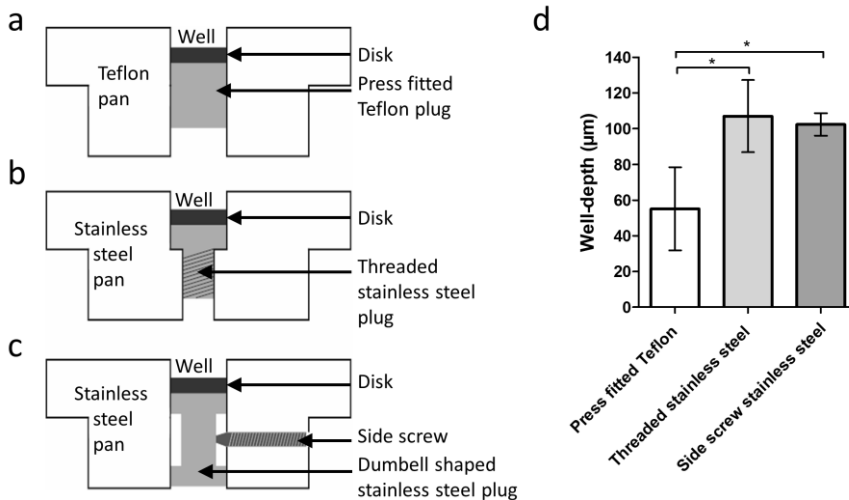 a
Well
Teflon
pan
Disk
Press fitted
Teflon plug
b
Well
Stainless
steel
pan
Disk
Threaded
stainless steel
plug
c
Well
Stainless
steel
pan
Disk
Side screw
Dumbell shaped
stainless steel plug
d
*
*
Well-depth (µm)
140
120
100
80
60
40
20
0
Press fitted Teflon
Threaded stainless steel
Side screw stainless steel